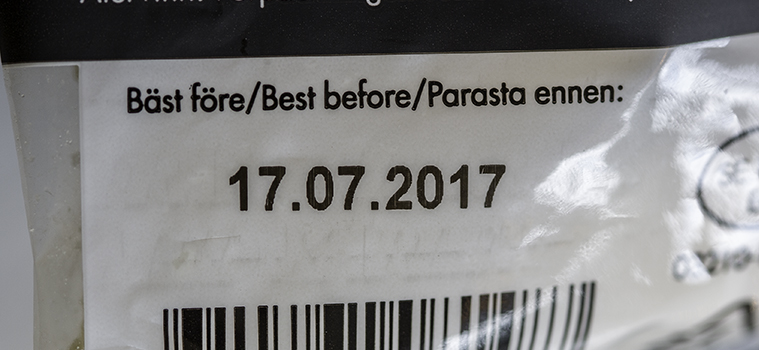 Bäst före/Best before/Parasta ennen:
17.07.2017